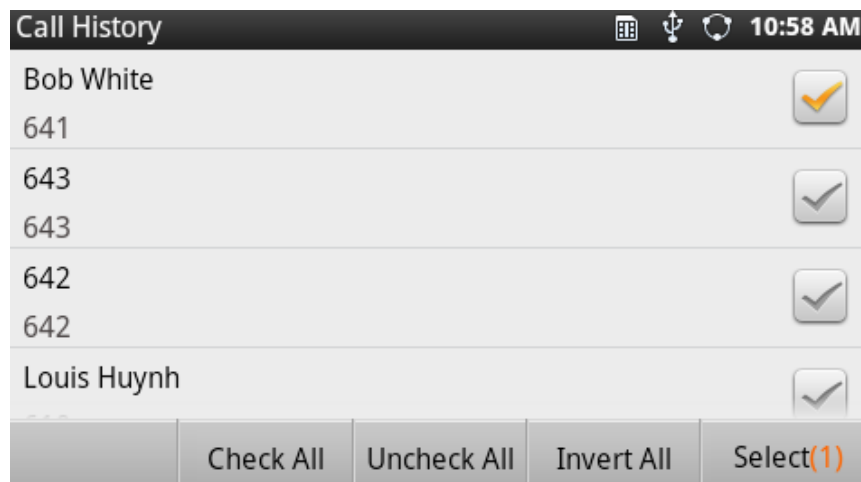 Call History 10:58 AM
Bob White
641
643
643
642
642
Louis Huynh
Check All Uncheck All Invert All Select(1)